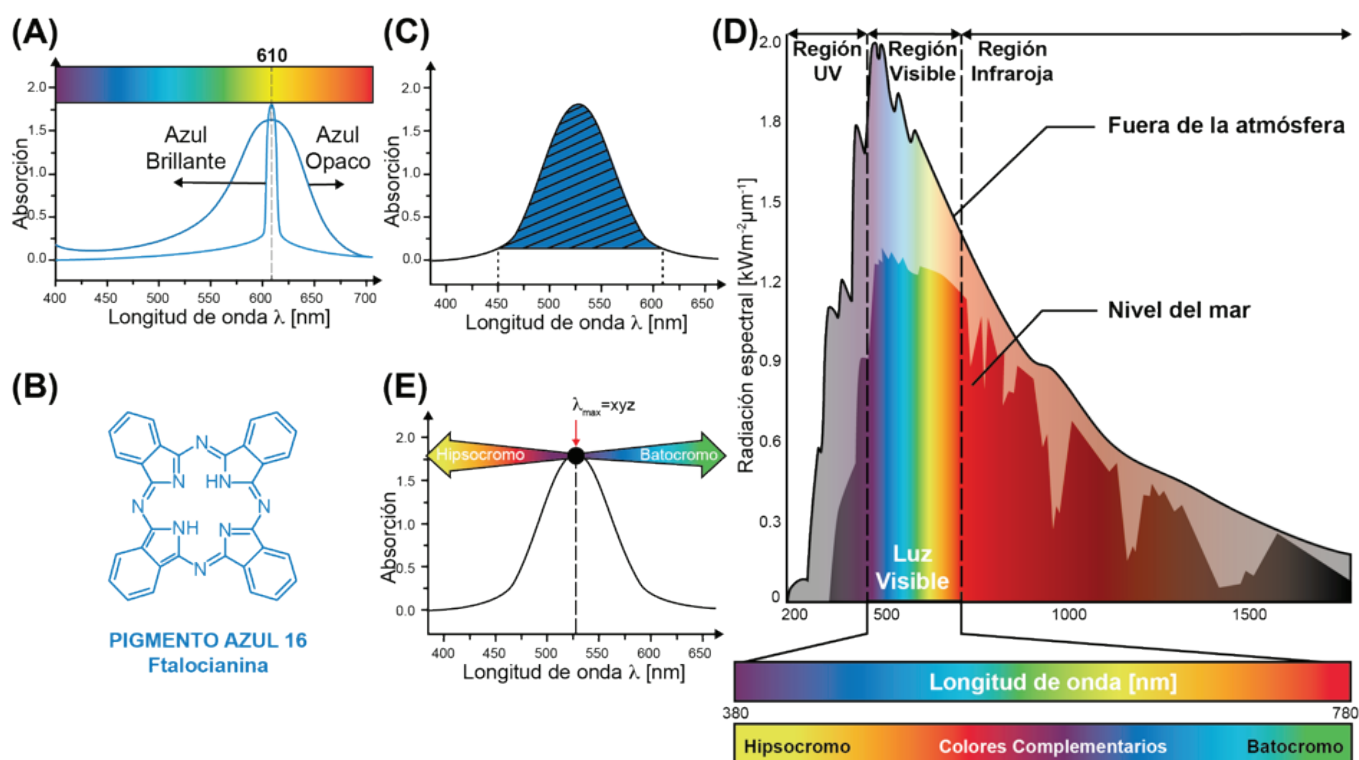 (A)
610
2.0
1.5
1.0
0.5
0.0
Absorción
Azul
Brillante
Azul
Opaco
400
450
500
550
600
650
700
Longitud de onda λ [nm]
(B)
N
N
N
HN
N
N
NH
N
PIGMENTO AZUL 16
Ftalocianina
(C)
2.0
1.5
1.0
0.5
0.0
Absorción
400
450
500
550
600
650
Longitud de onda λ [nm]
(E)
λmax=xyz
2.0
1.5
1.0
0.0
Absorción
Hipsocromo
Batocromo
400
450
500
550
600
650
Longitud de onda λ [nm]
(D)
Región
UV
Región
Visible
Región
Infraroja
2.0
1.8
1.5
1.2
0.9
0.6
0.3
0
Radiación espectral [kWm-2µm-1]
Fuera de la atmósfera
Nivel del mar
Luz
Visible
200
500
1000
1500
Longitud de onda [nm]
380
780
Hipsocromo
Colores Complementarios
Batocromo